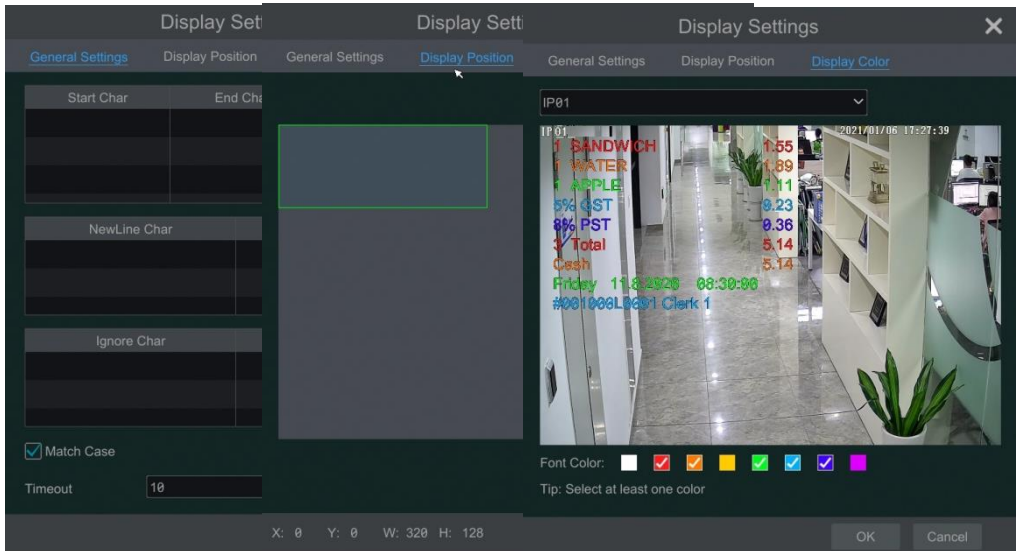 Display Set
General Settings Display Position
Start Char End Cha
NewLine Char
Ignore Char
Match Case
Timeout 10
Display Setti
General Settings Display Position
X: 0 Y: 0 W: 320 H: 128
Display Settings
General Settings Display Position Display Color
IP01
IP01 2021/01/06 17:27:39
1 SANDWICH 1.55
1 WATER 1.89
1 APPLE 1.11
5% GST 0.23
8% PST 0.36
3 Total 5.14
Cash 5.14
Friday 11.8.2020 08:30:00
#001000L0091 Clerk 1
Font Color:
Tip: Select at least one color
OK Cancel